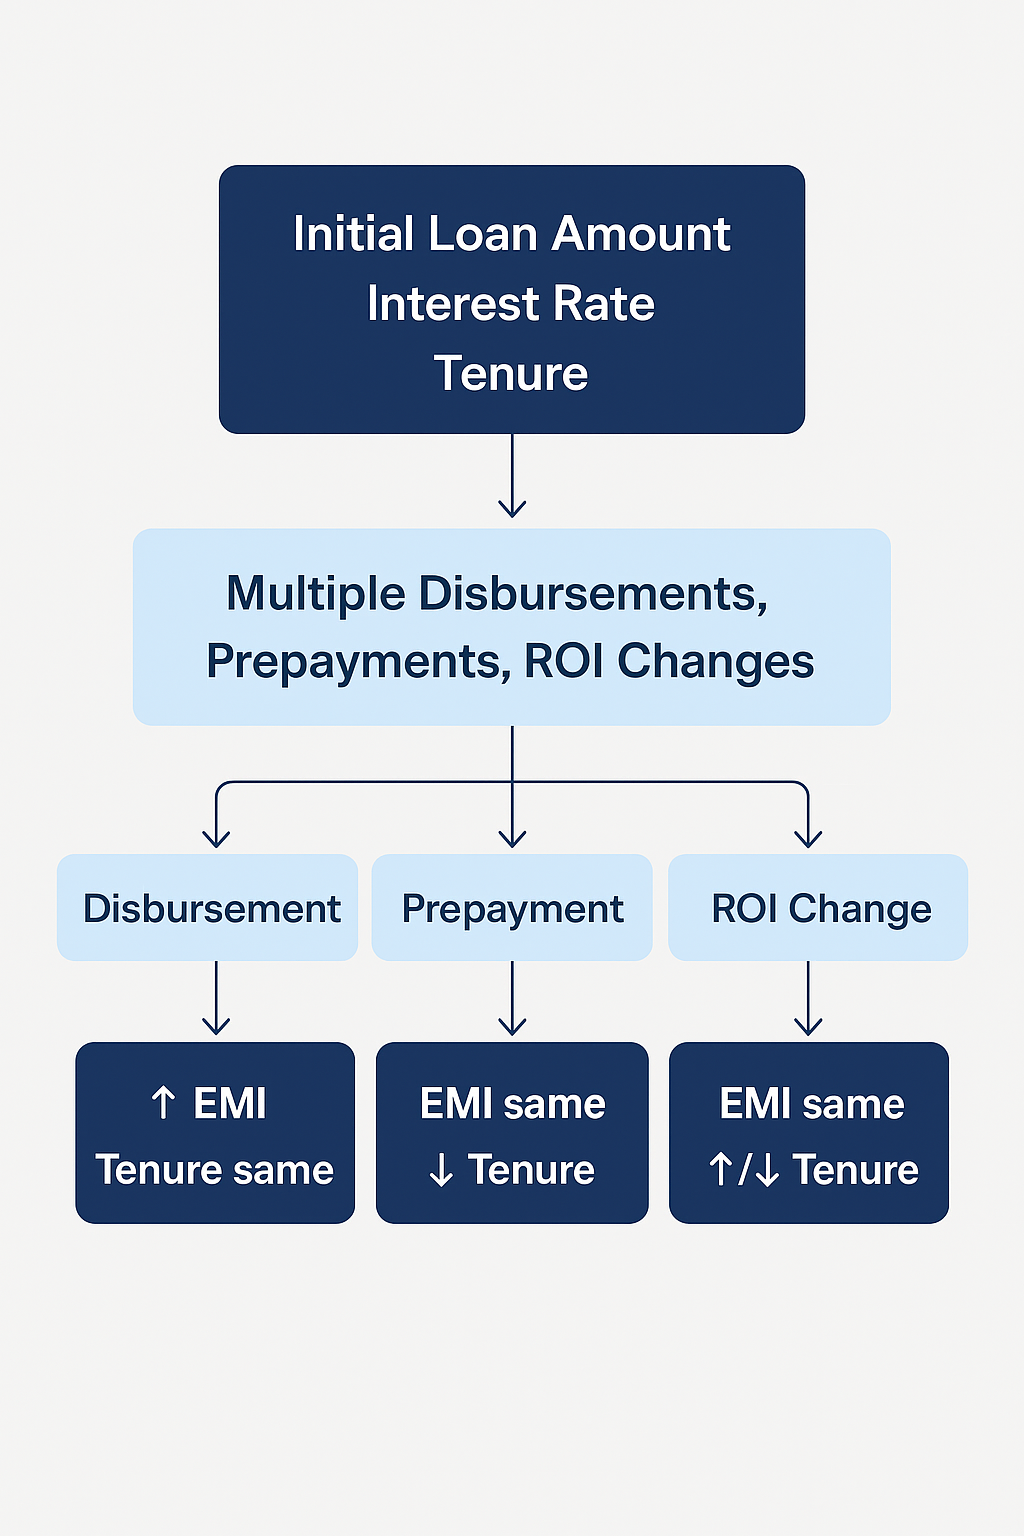 Initial Loan Amount
Interest Rate
Tenure
Multiple Disbursements,
Prepayments, ROI Changes
Disbursement
Prepayment
ROI Change
↑ EMI
Tenure same
EMI same
↓ Tenure
EMI same
↑/↓ Tenure